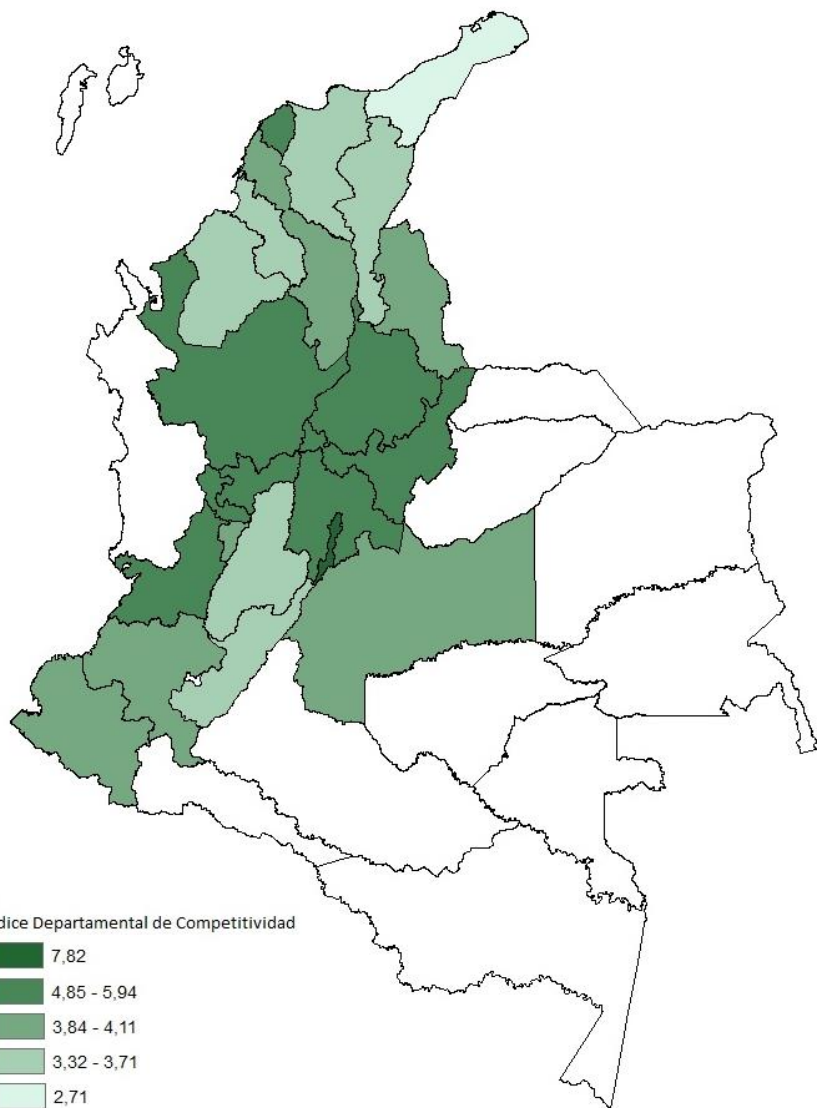 dice Departamental de Competitividad
7,82
4,85 - 5,94
3,84 - 4,11
3,32 - 3,71
2,71